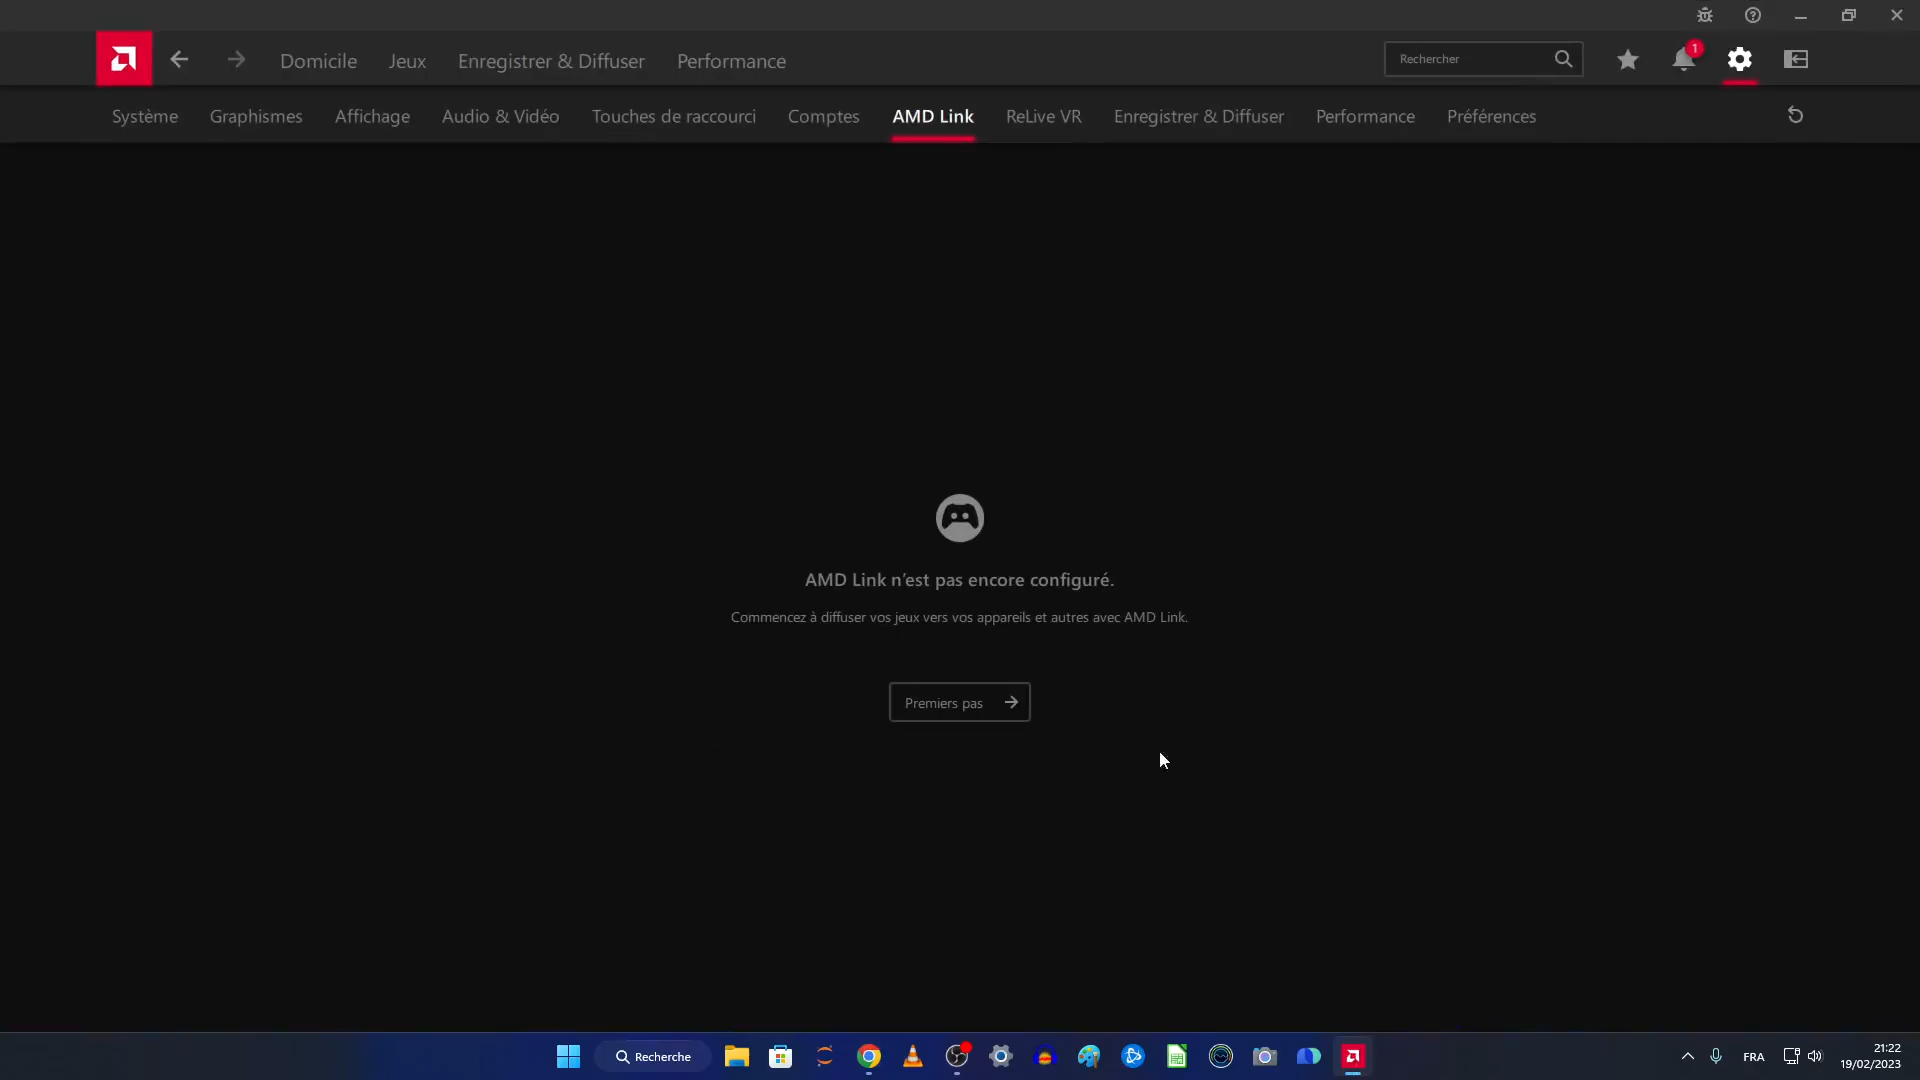 1
Domicile
Jeux
Enregistrer & Diffuser
Performance
Rechercher
Système
Graphismes
Affichage
Audio & Vidéo
Touches de raccourci
Comptes
AMD Link
ReLive VR
Enregistrer & Diffuser
Performance
Préférences
AMD Link n'est pas encore configuré.
Commencez à diffuser vos jeux vers vos appareils et autres avec AMD Link.
Premiers pas
Recherche
FRA
21:22
19/02/2023